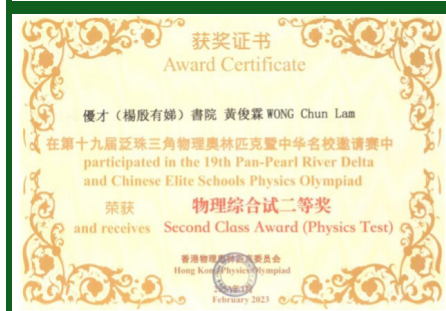 获奖证书
Award Certificate
優才（楊殷有娣）書院 黃俊霖 WONG Chun Lam
在第十九届泛珠三角物理奥林匹克暨中华名校邀请赛中
participated in the 19th Pan-Pearl River Delta
and Chinese Elite Schools Physics Olympiad
荣获 物理综合试二等奖
and receives Second Class Award (Physics Test)
香港物理奥林匹克委员会
Hong Kong Physics Olympiad
February 2023